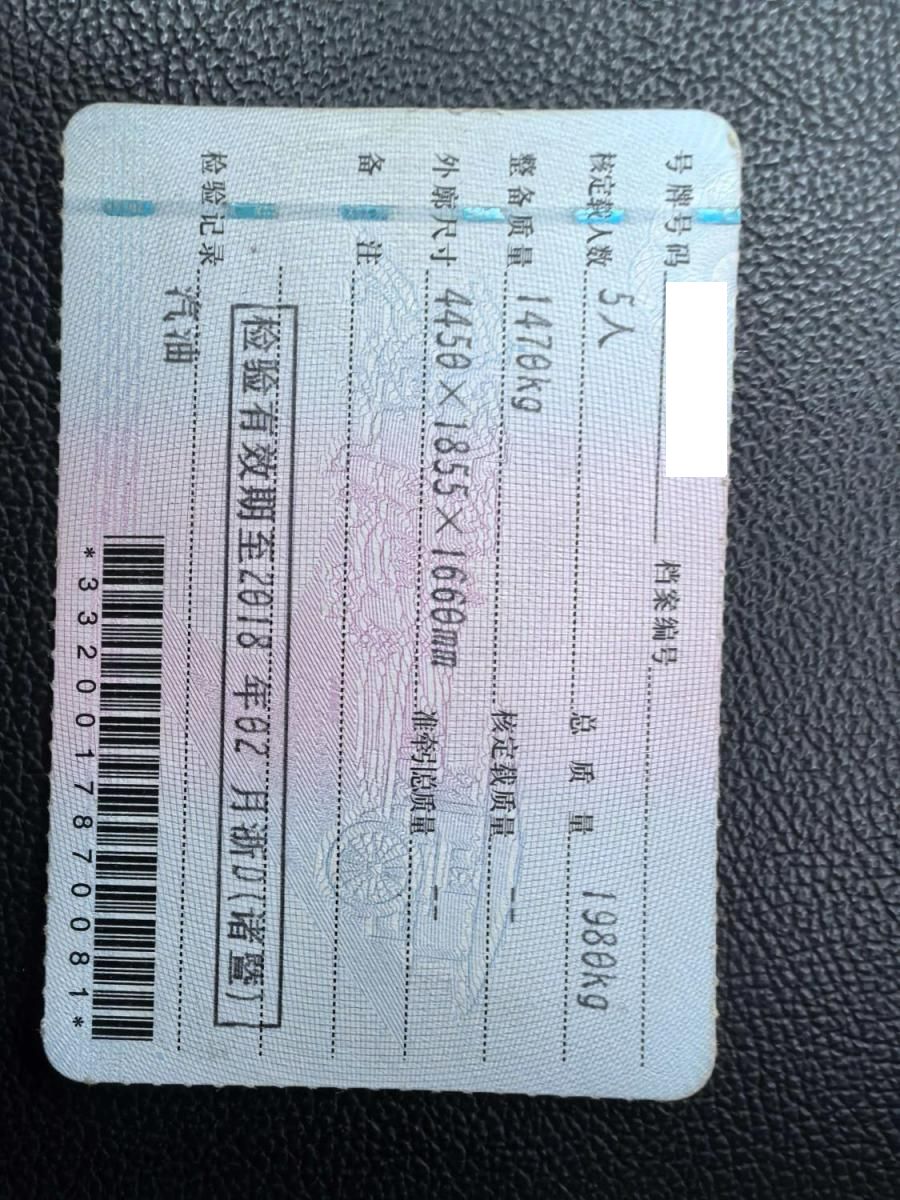 号牌号码 档案编号
核定载人数 5人 总质量 1980kg
整备质量 1470kg 核定载质量 --
外廓尺寸 4450×1855×1660mm 准牵引总质量 --
备注
检验有效期至2018年02月浙D(诸暨)
检验记录
汽油
*3320017870081*